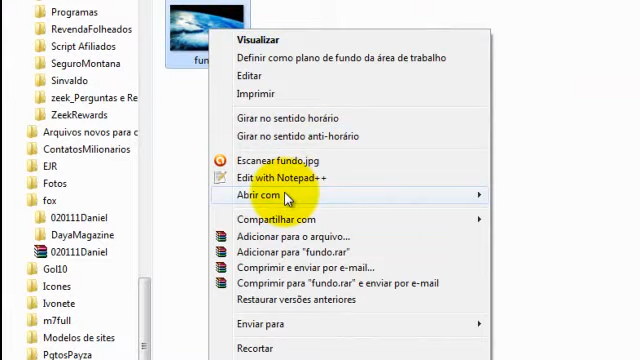 Programas
RevendaFolheados
Script Afiliados
SeguroMontana
Sinvaldo
zeek_Perguntas e Re
ZeekRewards
Arquivos novos para c
ContatosMilionarios
EJR
Fotos
fox
020111Daniel
DayaMagazine
020111Daniel
Gol10
Icones
Ivonete
m7full
Modelos de sites
PgtosPayza
fun
Visualizar
Definir como plano de fundo da área de trabalho
Editar
Imprimir
Girar no sentido horário
Girar no sentido anti-horário
Escanear fundo.jpg
Edit with Notepad++
Abrir com
Compartilhar com
Adicionar para o arquivo...
Adicionar para "fundo.rar"
Comprimir e enviar por e-mail...
Comprimir para "fundo.rar" e enviar por e-mail
Restaurar versões anteriores
Enviar para
Recortar